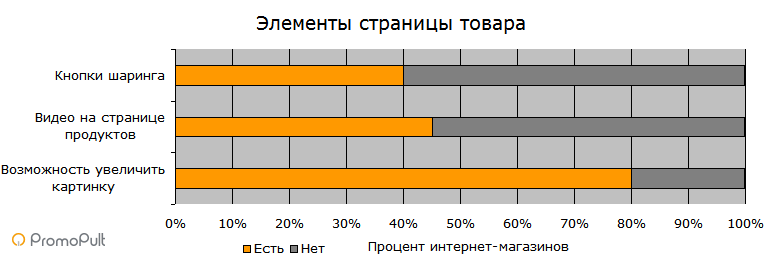 Элементы страницы товара
Кнопки шаринга
Видео на странице
продуктов
Возможность увеличить
картинку
0% 10% 20% 30% 40% 50% 60% 70% 80% 90% 100%
PromoPult
Есть Нет Процент интернет-магазинов